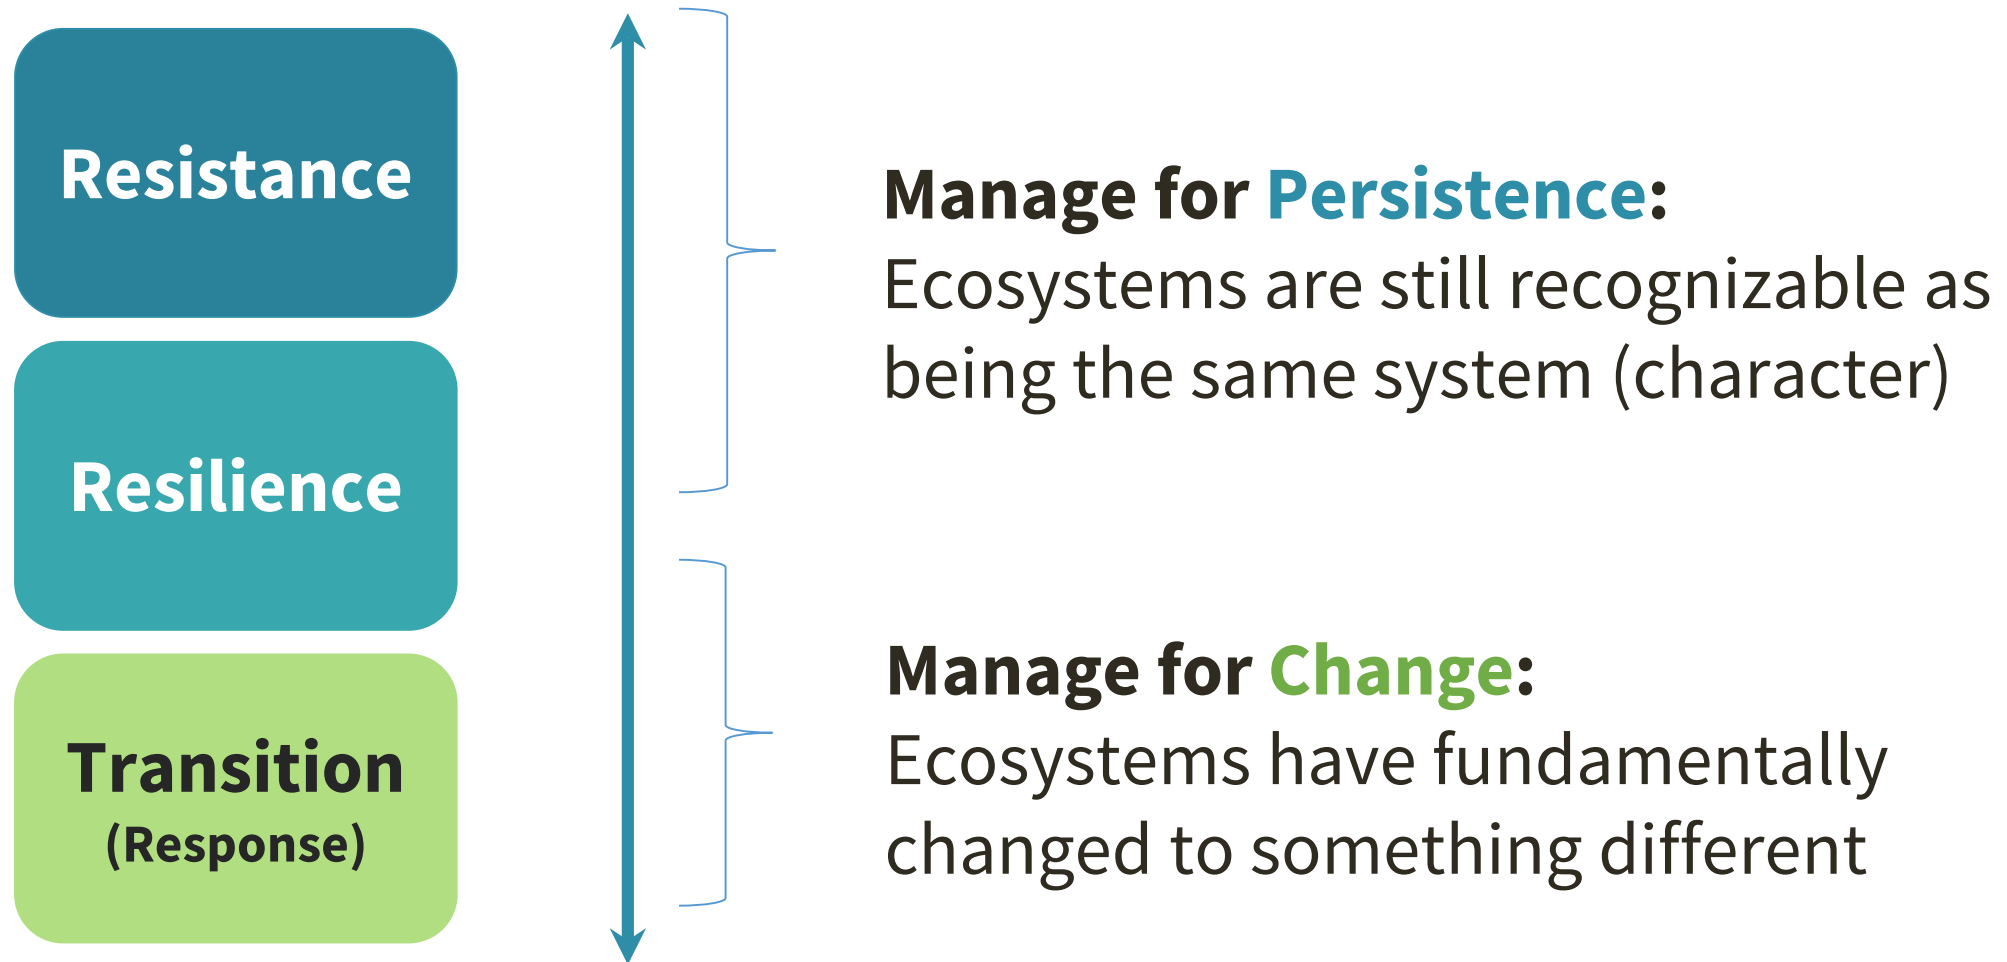 Resistance
Resilience
Transition
(Response)
Manage for Persistence:
Ecosystems are still recognizable as
being the same system (character)
Manage for Change:
Ecosystems have fundamentally
changed to something different